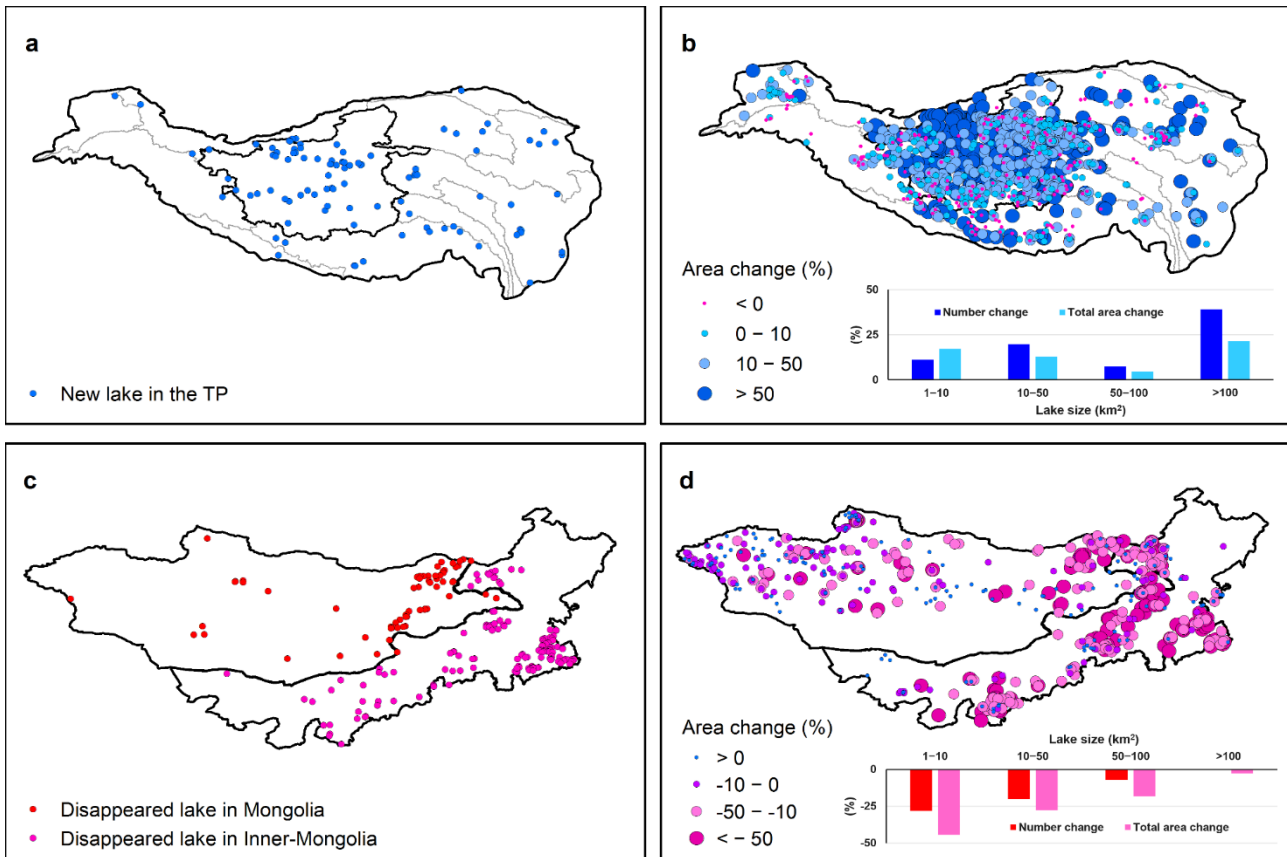 a
New lake in the TP
b
Area change (%)
< 0
0 – 10
10 – 50
> 50
50
25
0
(%)
Number change
Total area change
1–10
10–50
50–100
>100
Lake size (km²)
c
Disappeared lake in Mongolia
Disappeared lake in Inner-Mongolia
d
Area change (%)
> 0
-10 – 0
-50 – -10
< – 50
Lake size (km²)
1–10
10–50
50–100
>100
0
-25
-50
(%)
Number change
Total area change